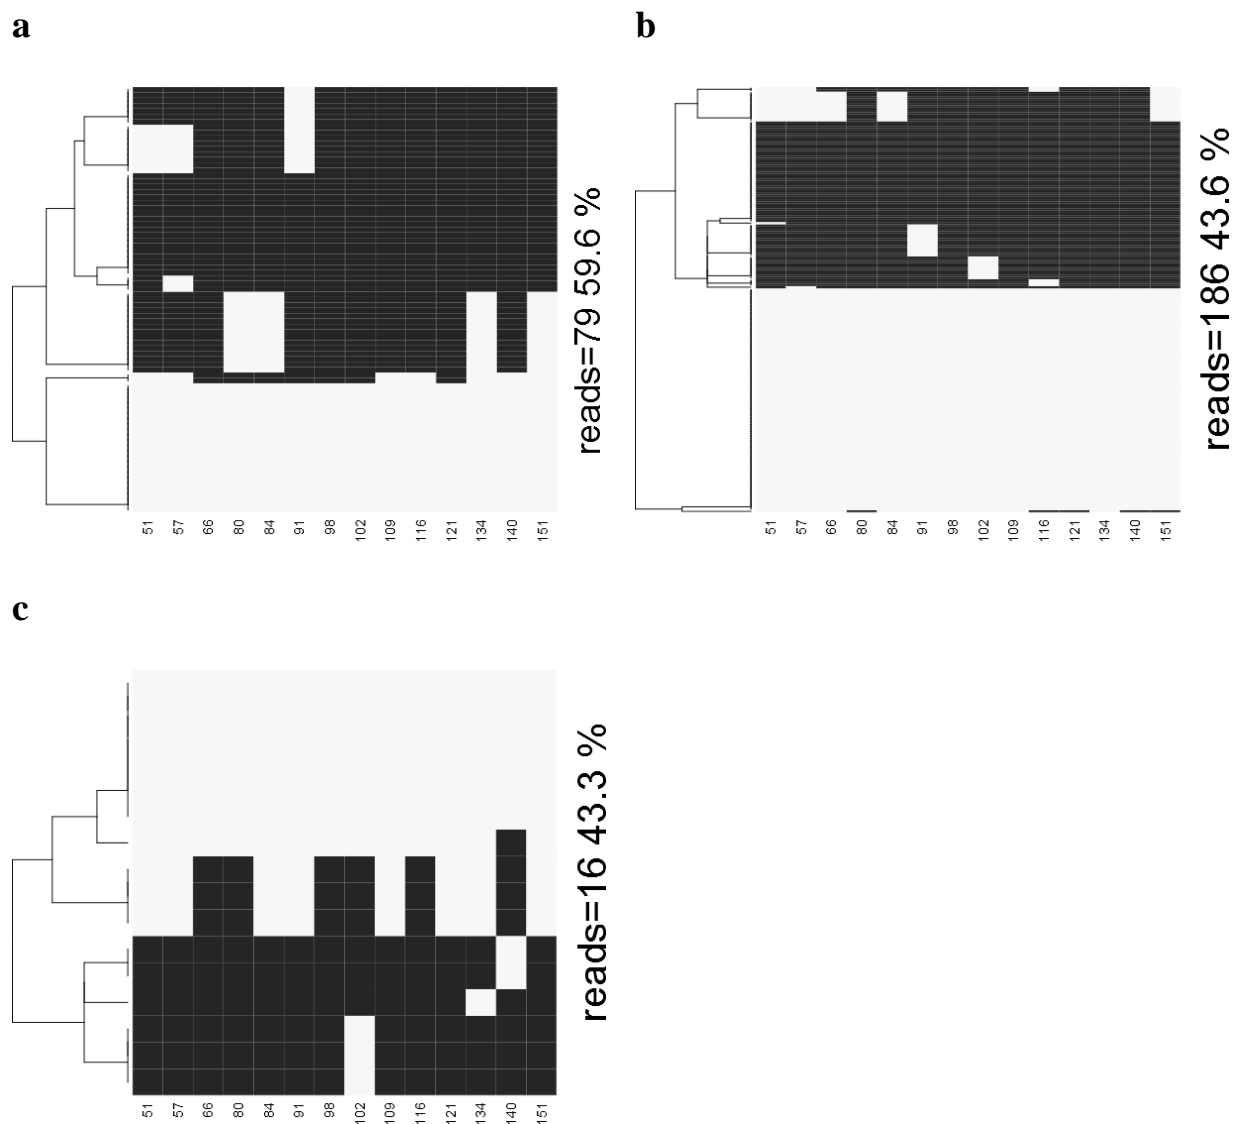 a
b
reads=79 59.6 %
reads=186 43.6 %
51 57 66 80 84 91 98 102 109 116 121 134 140 151
51 57 66 80 84 91 98 102 109 116 121 134 140 151
c
reads=16 43.3 %
51 57 66 80 84 91 98 102 109 116 121 134 140 151